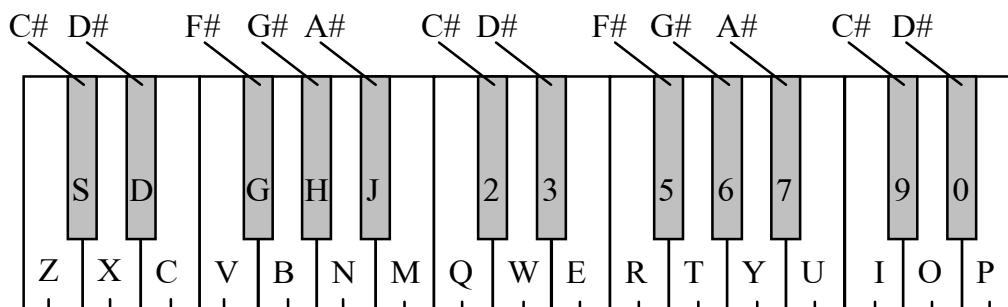 C# D# F# G# A# C# D# F# G# A# C# D#
S D G H J 2 3 5 6 7 9 0
Z X C V B N M Q W E R T Y U I O P